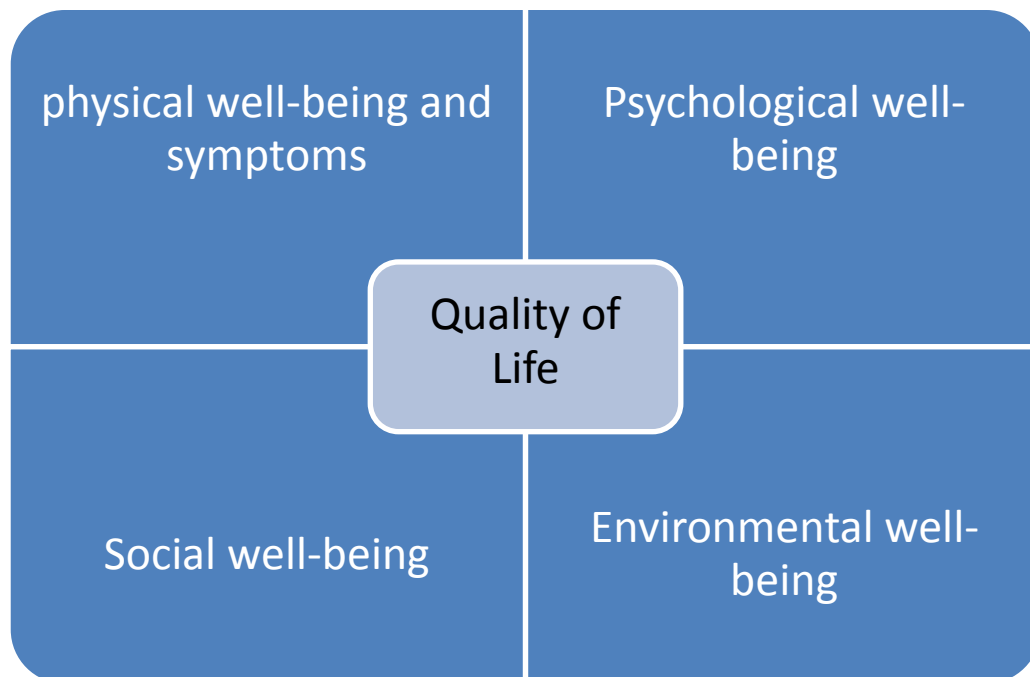 physical well-being and
symptoms
Psychological well-
being
Quality of
Life
Social well-being
Environmental well-
being